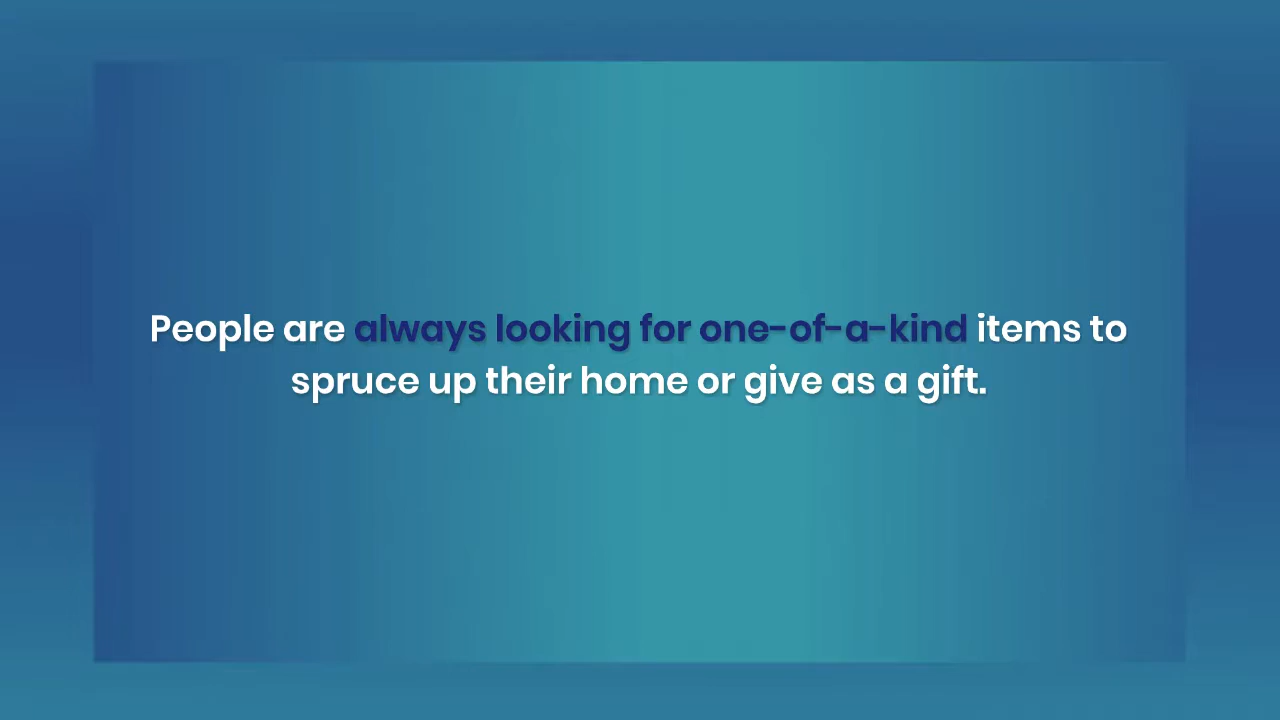 People are always looking for one-of-a-kind items to
spruce up their home or give as a gift.